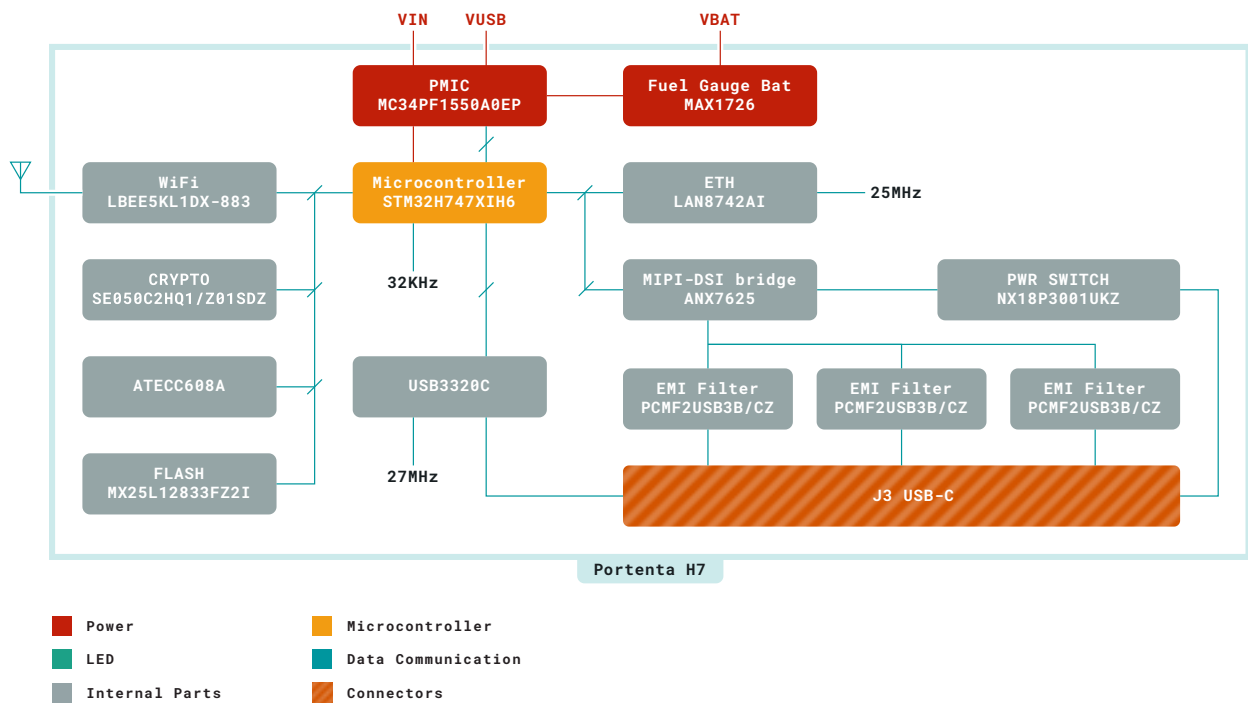 VIN
VUSB
VBAT
PMIC
MC34PF1550A0EP
Fuel Gauge Bat
MAX1726
WiFi
LBEE5KL1DX-883
Microcontroller
STM32H747XIH6
ETH
LAN8742AI
25MHz
CRYPTO
SE050C2HQ1/Z01SDZ
32KHz
MIPI-DSI bridge
ANX7625
PWR SWITCH
NX18P3001UKZ
ATECC608A
USB3320C
EMI Filter
PCMF2USB3B/CZ
EMI Filter
PCMF2USB3B/CZ
EMI Filter
PCMF2USB3B/CZ
FLASH
MX25L12833FZ2I
27MHz
J3 USB-C
Portenta H7
Power
Microcontroller
LED
Data Communication
Internal Parts
Connectors